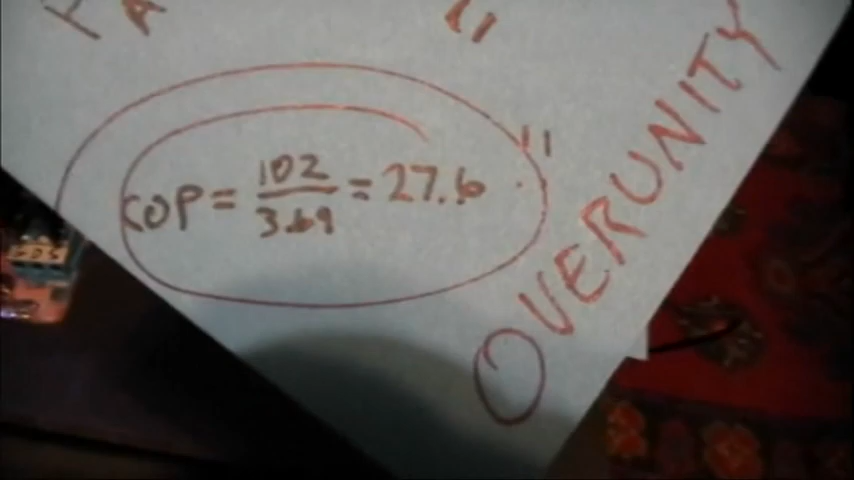 COP = 102/3.69 = 27.6
OVERUNITY